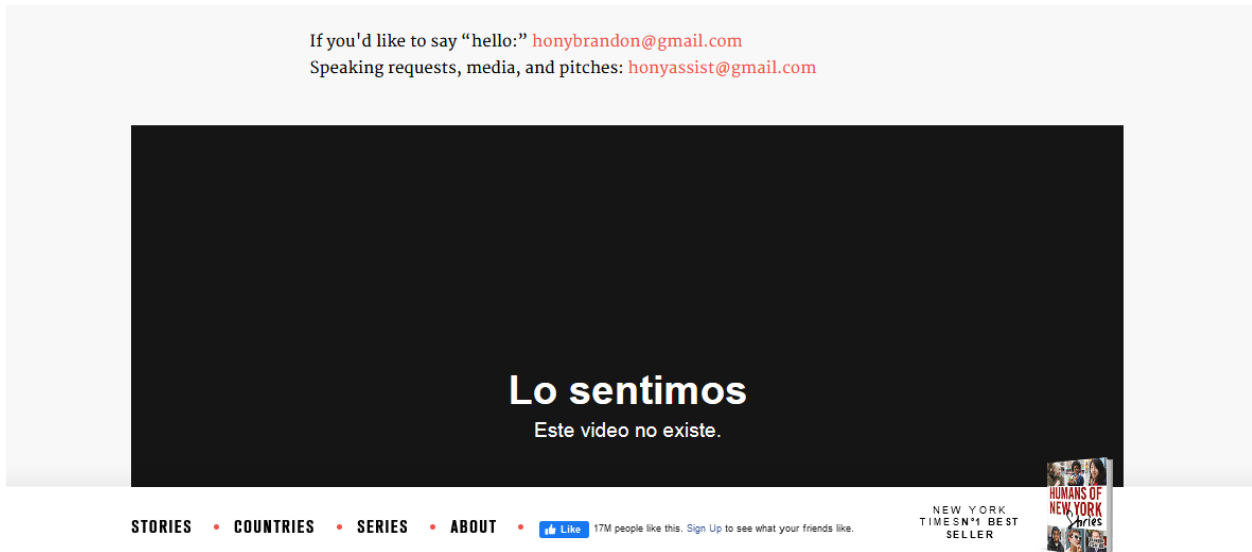 If you'd like to say “hello:” honybrandon@gmail.com
Speaking requests, media, and pitches: honyassist@gmail.com
Lo sentimos
Este video no existe.
STORIES • COUNTRIES • SERIES • ABOUT •
Like 17M people like this. Sign Up to see what your friends like.
NEW YORK
TIMES N°1 BEST
SELLER
HUMANS OF
NEW YORK
Stories